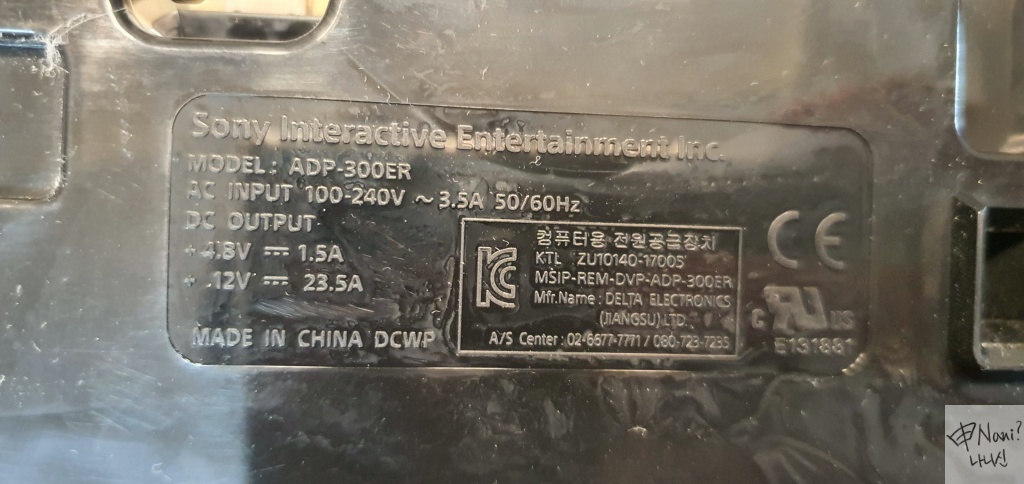 Sony Interactive Entertainment Inc.
MODEL: ADP-300ER
AC INPUT 100-240V ~ 3.5A 50/60Hz
DC OUTPUT
+4.8V ⎓ 1.5A
+ .12V ⎓ 23.5A
MADE IN CHINA DCWP
컴퓨터용 전원공급장치
KTL ZU10140-17005
MSIP-REM-DVP-ADP-300ER
Mfr.Name : DELTA ELECTRONICS
(JIANGSU) LTD.
A/S Center : 02-6677-7771 / 080-723-7235
KC
CE
C RU US
E131881
Nani?
나니신